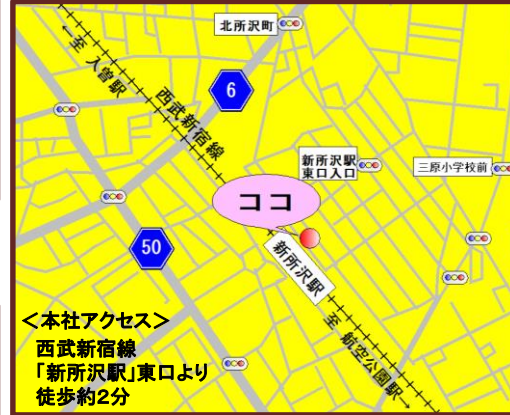 北所沢町
←至 入曽駅
6
西武新宿線
新所沢駅
東口入口
三原小学校前
ココ
50
新所沢駅
至 航空公園駅→
＜本社アクセス＞
西武新宿線
「新所沢駅」東口より
徒歩約2分